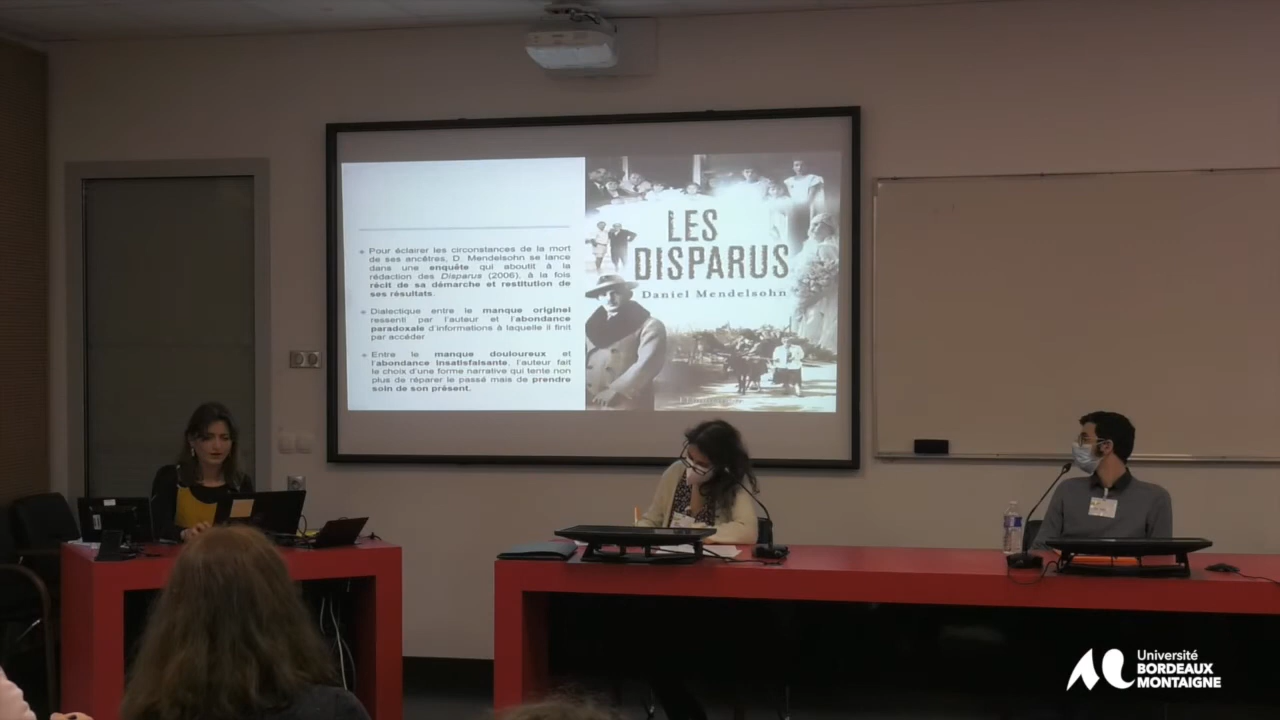 Pour éclairer les circonstances de la mort
de ses ancêtres, D. Mendelsohn se lance
dans une enquête qui aboutit à la
rédaction des Disparus (2006), à la fois
récit de sa démarche et restitution de
ses résultats.
Dialectique entre le manque originel
ressenti par l'auteur et l'abondance
paradoxale d'informations à laquelle il finit
par accéder
Entre le manque douloureux et
l'abondance insatisfaisante, l'auteur fait
le choix d'une forme narrative qui tente non
plus de réparer le passé mais de prendre
soin de son présent.
LES
DISPARUS
Daniel Mendelsohn
Université
BORDEAUX
MONTAIGNE